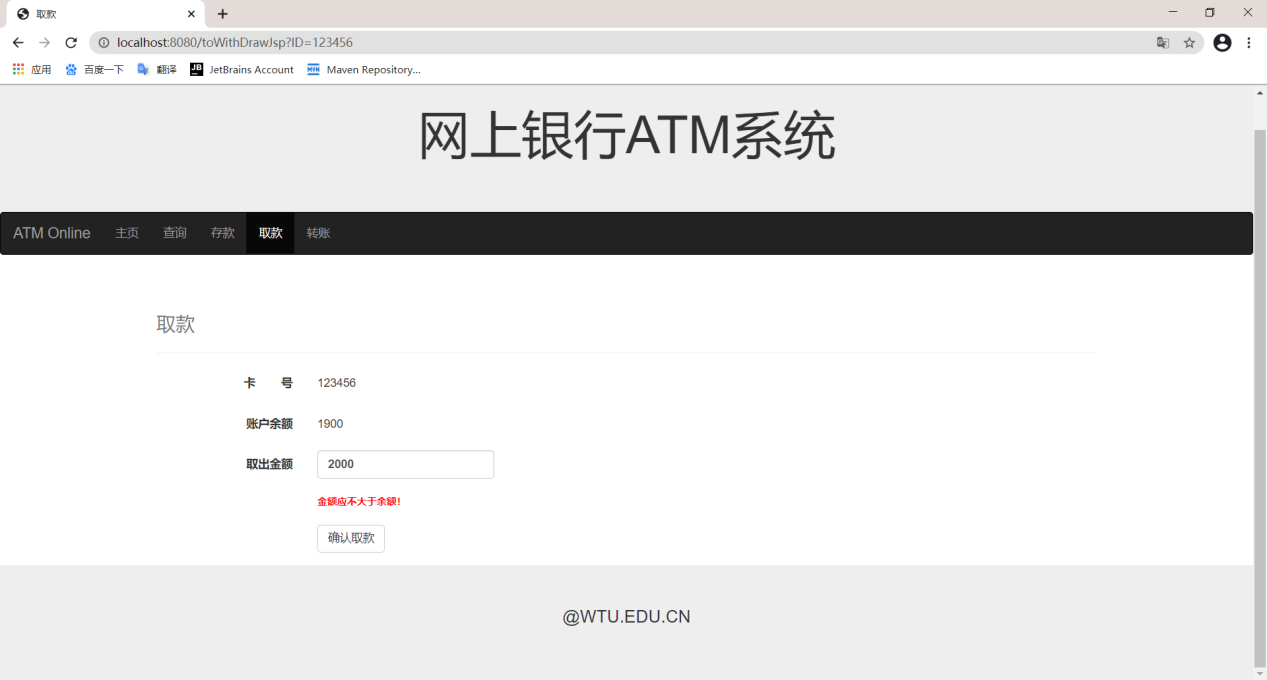 取款
localhost:8080/toWithDrawJsp?ID=123456
应用 百度一下 翻译 JetBrains Account Maven Repository...
网上银行ATM系统
ATM Online 主页 查询 存款 取款 转账
取款
卡 号 123456
账户余额 1900
取出金额 2000
金额应不大于余额!
确认取款
@WTU.EDU.CN